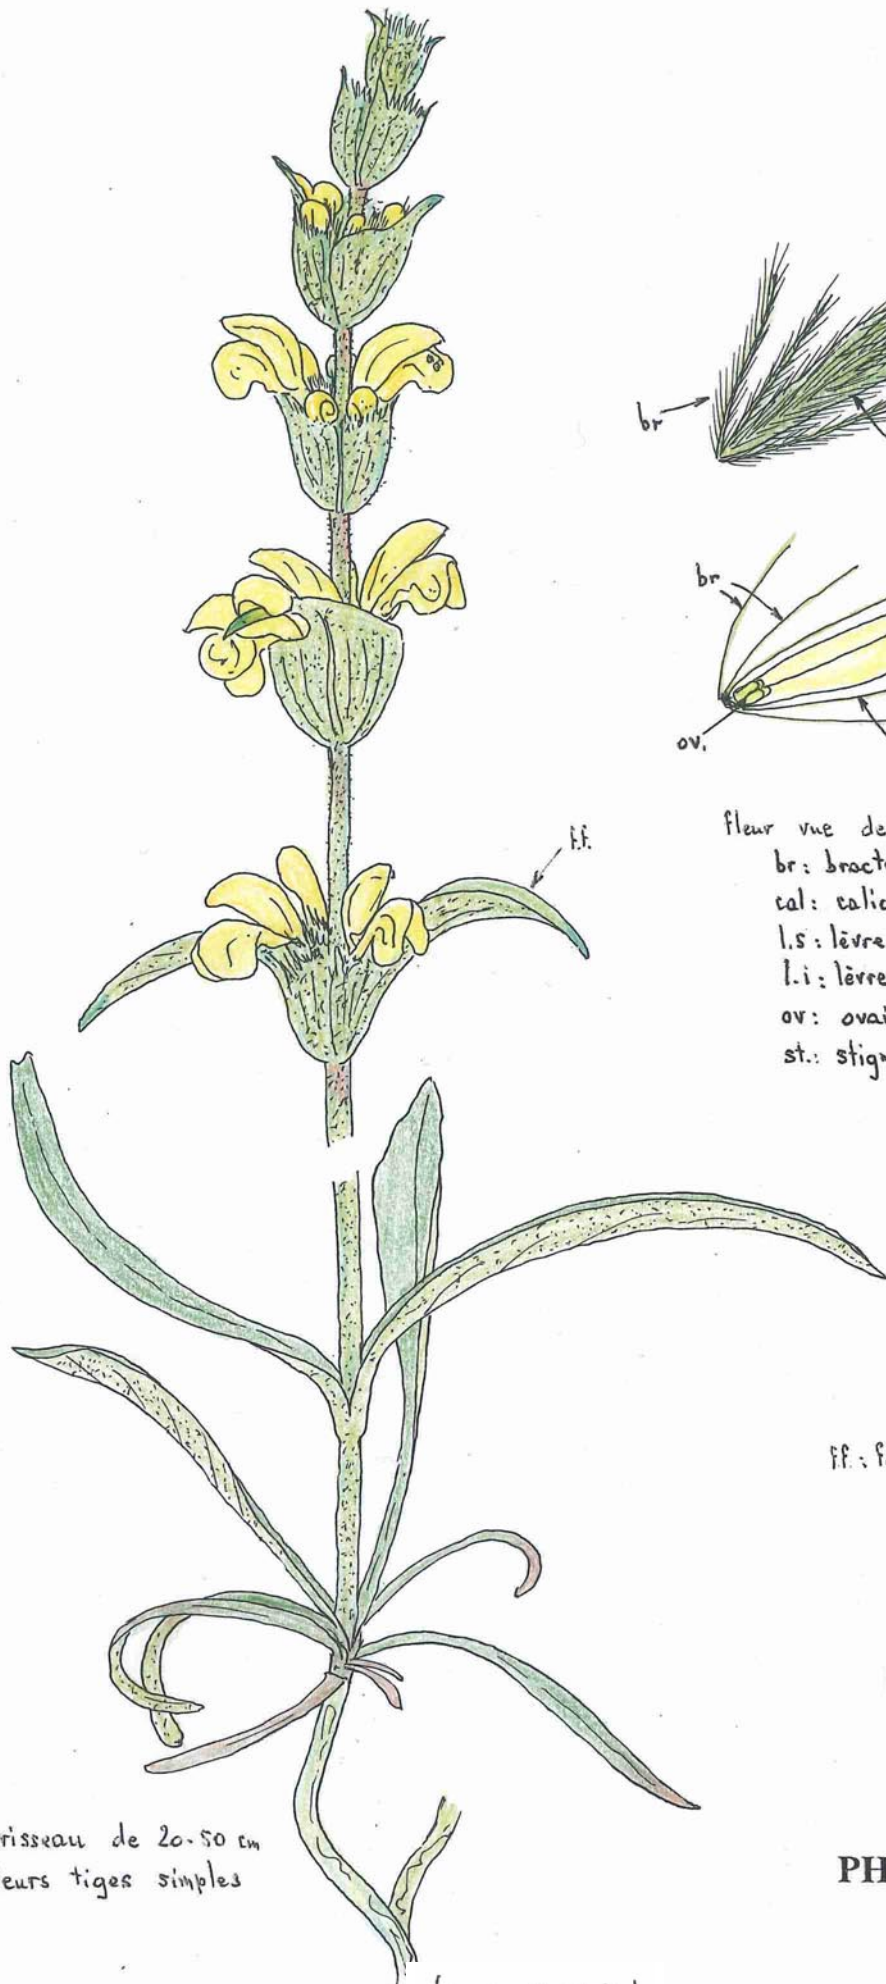 br
br
ov.
f.f.
fleur vue de
br: bracté
cal: calic
l.s: lèvre
l.i: lèvre
ov: ovai
st.: stigm
f.f.: f
risseau de 20-50 cm
eurs tiges simples
PH